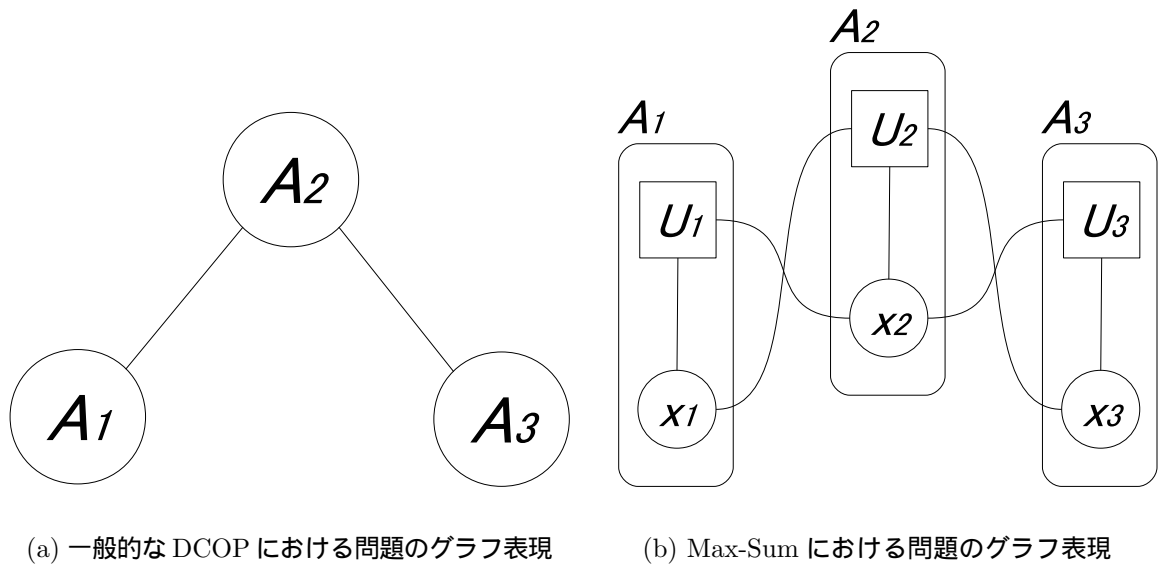 A2
A1
A3
A2
U2
x2
A1
U1
x1
A3
U3
x3
(a) 一般的な DCOP における問題のグラフ表現
(b) Max-Sum における問題のグラフ表現